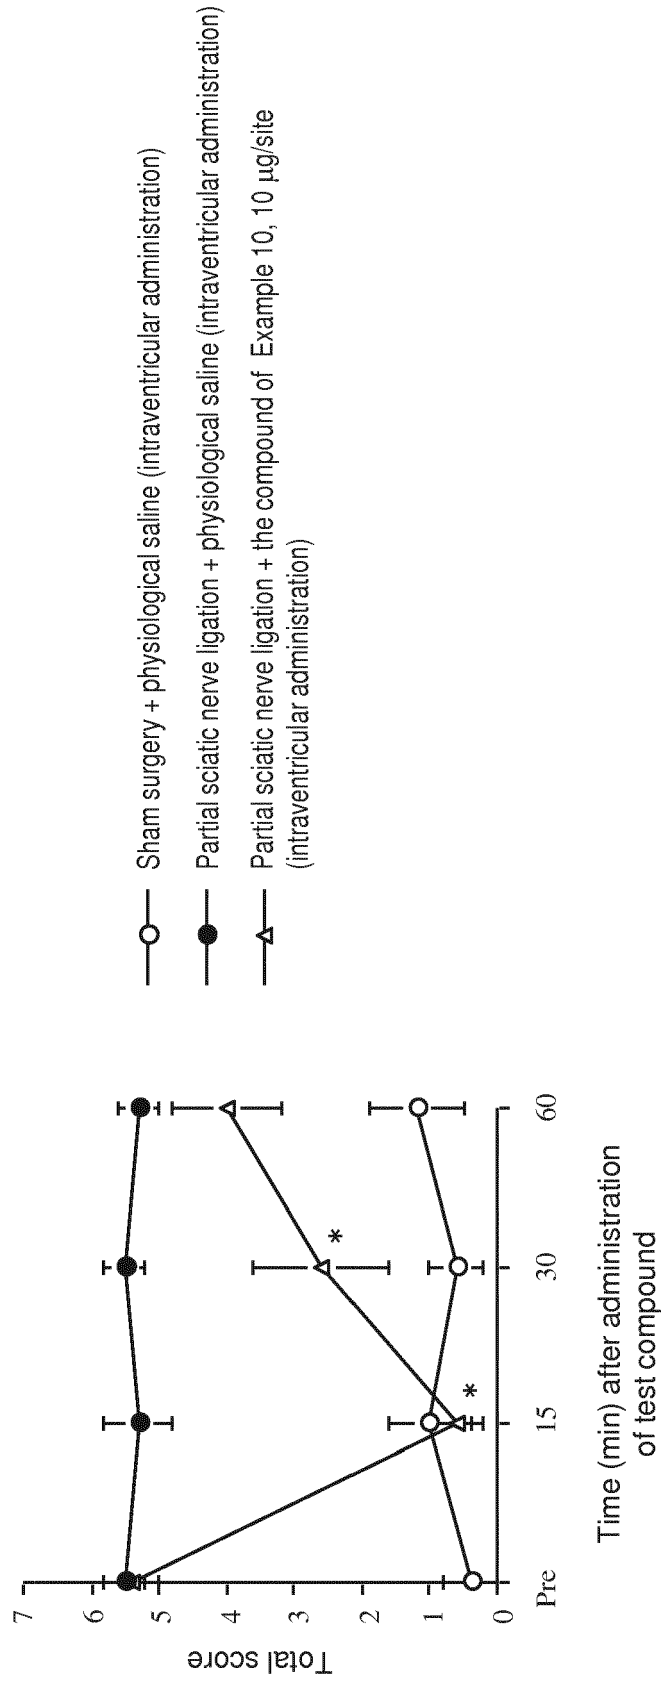 Sham surgery + physiological saline (intraventricular administration)
Partial sciatic nerve ligation + physiological saline (intraventricular administration)
Partial sciatic nerve ligation + the compound of Example 10, 10 µg/site
(intraventricular administration)
Total score
7
6
5
4
3
2
1
0
*
*
Pre
15
30
60
Time (min) after administration
of test compound